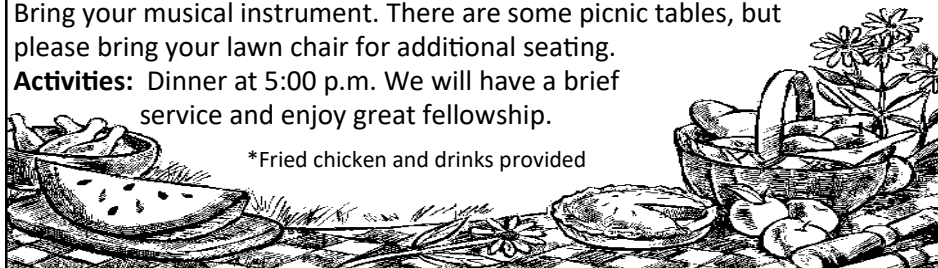 Bring your musical instrument. There are some picnic tables, but
please bring your lawn chair for additional seating.
Activities: Dinner at 5:00 p.m. We will have a brief
service and enjoy great fellowship.
*Fried chicken and drinks provided